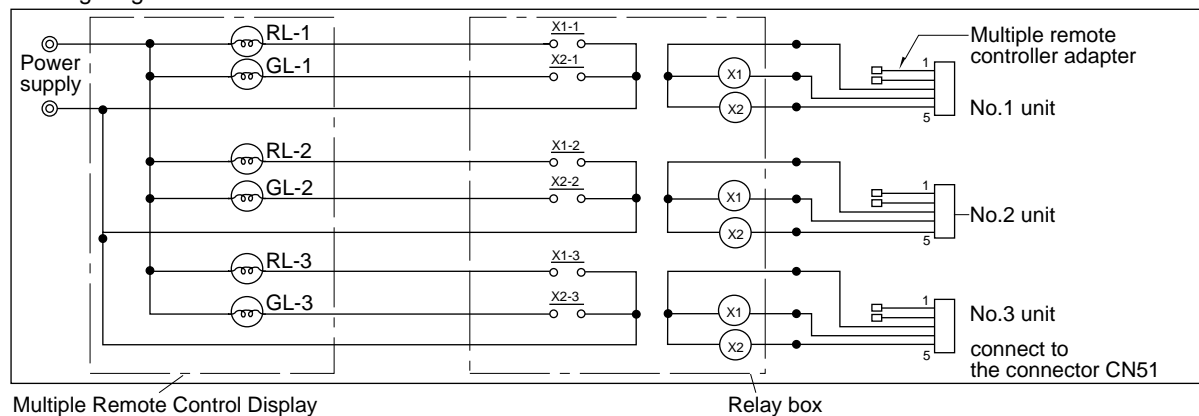 RL-1
X1-1
Multiple remote
controller adapter
Power
supply
GL-1
X2-1
X1
1
X2
5
No.1 unit
RL-2
X1-2
GL-2
X2-2
X1
1
X2
5
No.2 unit
RL-3
X1-3
GL-3
X2-3
X1
1
X2
5
No.3 unit
connect to
the connector CN51
Multiple Remote Control Display
Relay box